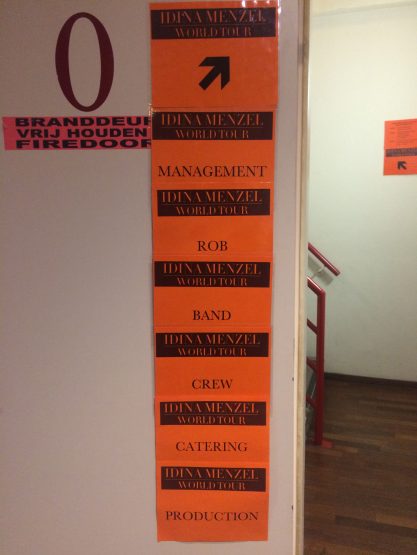 0
BRANDDEUR
VRIJ HOUDEN
FIREDOOR
IDINA MENZEL
WORLD TOUR
IDINA MENZEL
WORLD TOUR
MANAGEMENT
IDINA MENZEL
WORLD TOUR
ROB
IDINA MENZEL
WORLD TOUR
BAND
IDINA MENZEL
WORLD TOUR
CREW
IDINA MENZEL
WORLD TOUR
CATERING
IDINA MENZEL
WORLD TOUR
PRODUCTION